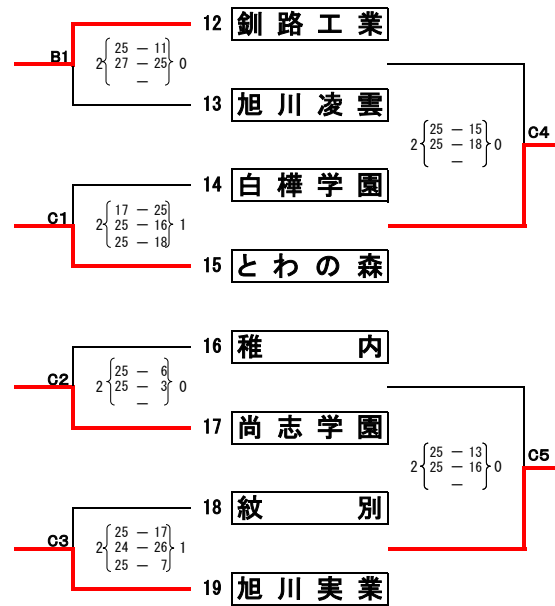 12 釧路工業
B1 2 25 － 11 0
27 － 25
－
13 旭川凌雲
25 － 15
2 25 － 18 0 C4
－
14 白樺学園
C1 2 17 － 25 1
25 － 16
25 － 18
15 とわの森
16 稚内
C2 2 25 － 6 0
25 － 3
－
17 尚志学園
25 － 13
2 25 － 16 0 C5
－
18 紋別
C3 2 25 － 17 1
24 － 26
25 － 7
19 旭川実業